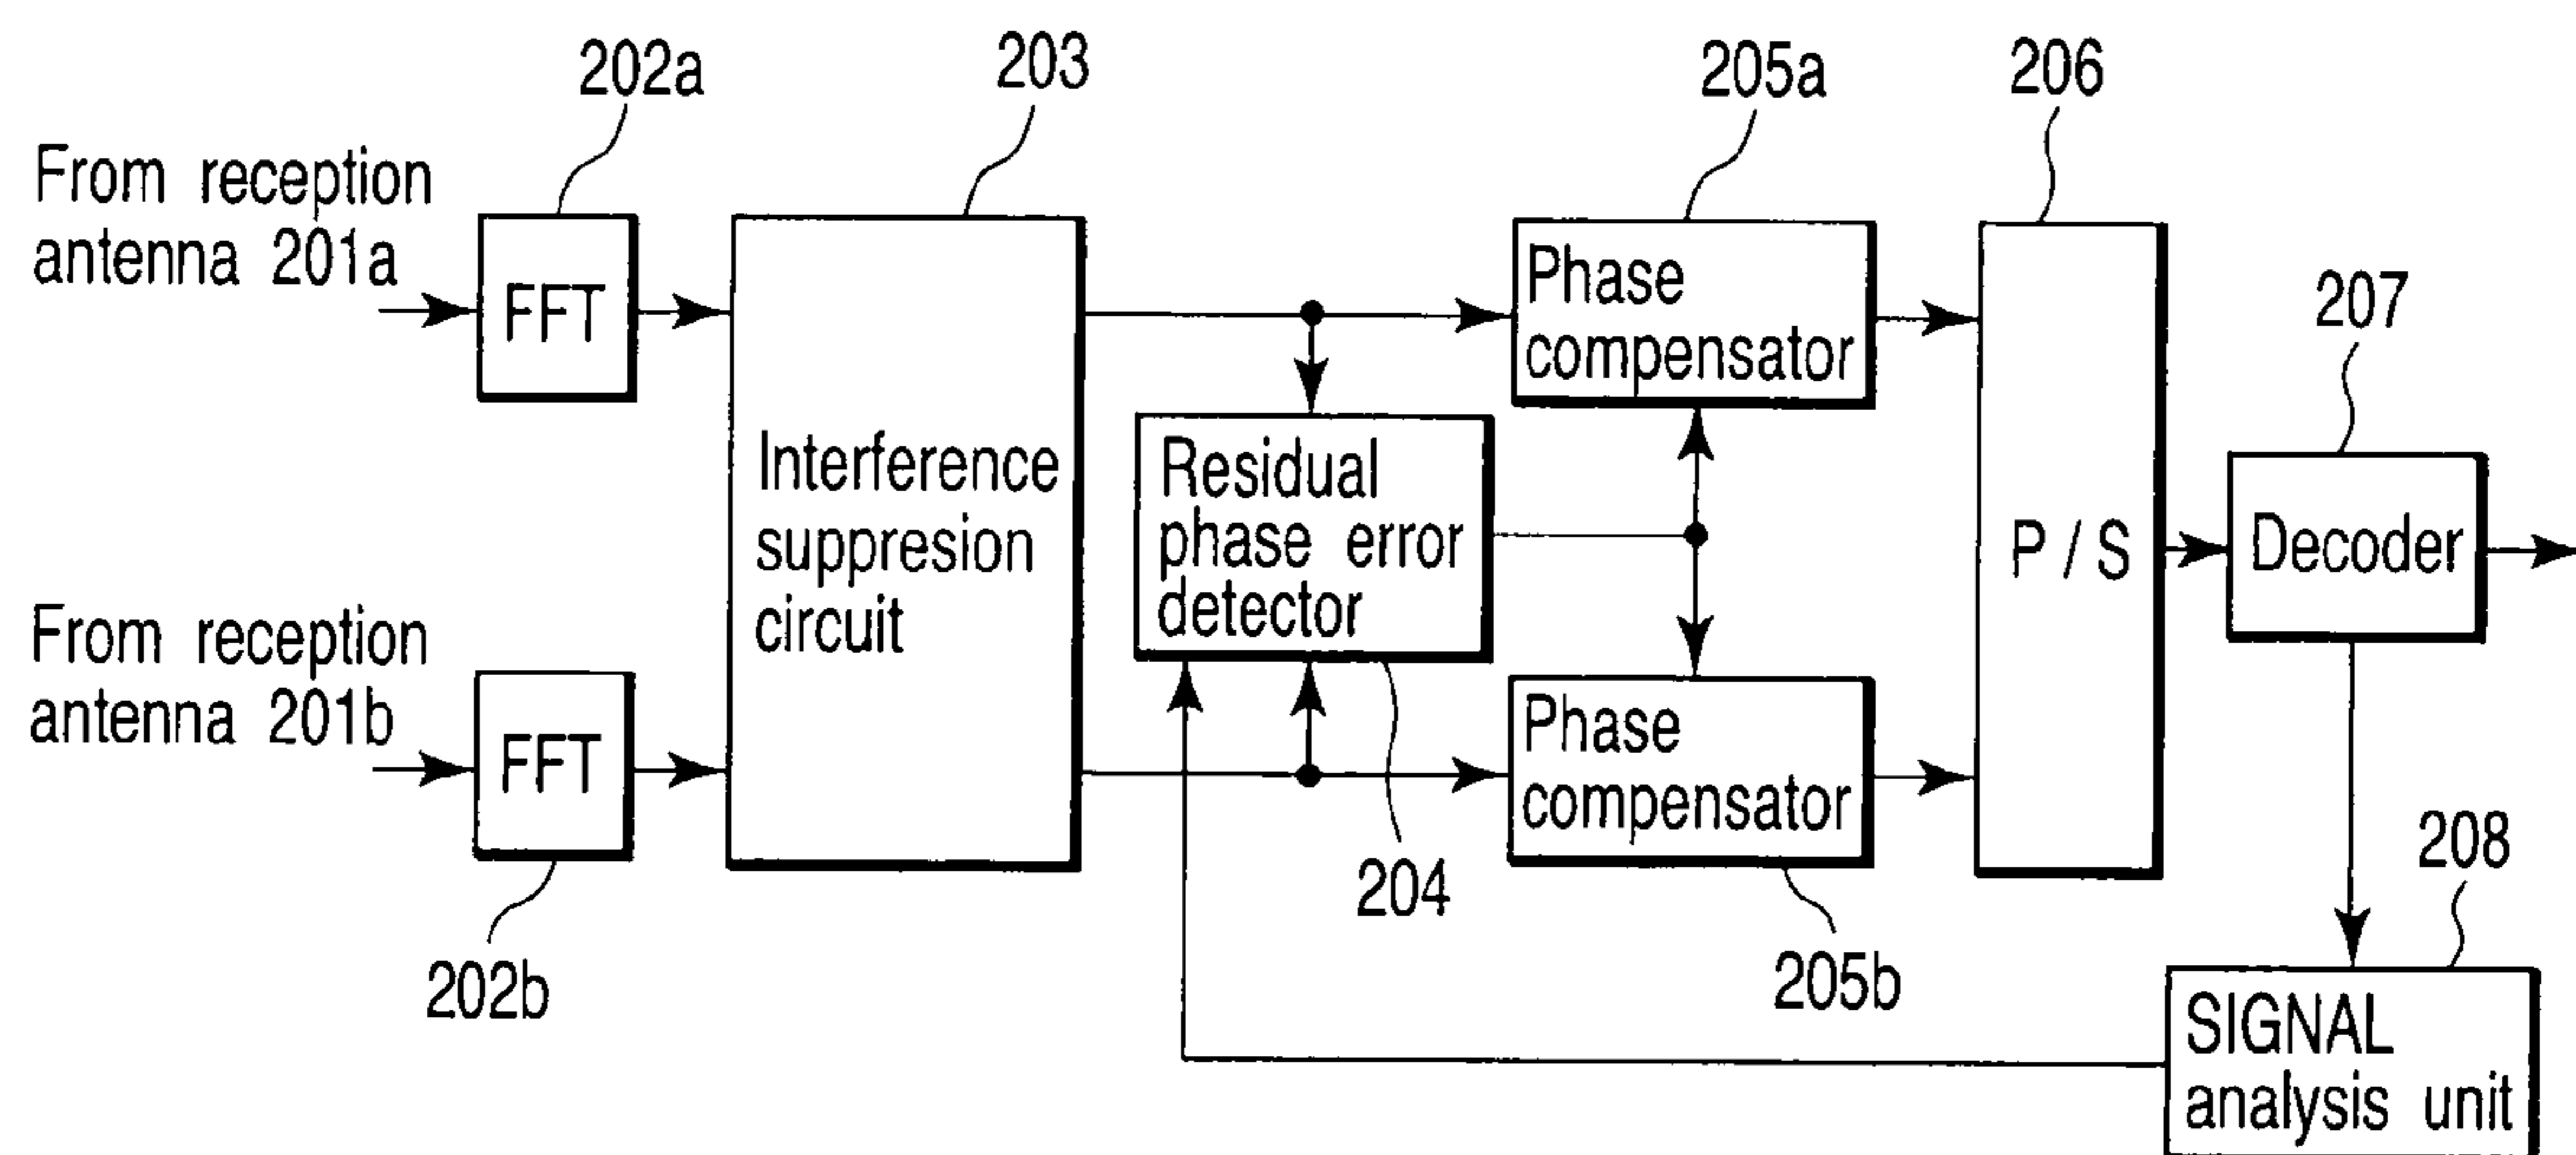 202a
203
205a
206
From reception
antenna 201a
FFT
Phase
compensator
207
Interference
suppresion
circuit
Residual
phase error
detector
P / S
Decoder
From reception
antenna 201b
FFT
Phase
compensator
208
204
202b
205b
SIGNAL
analysis unit